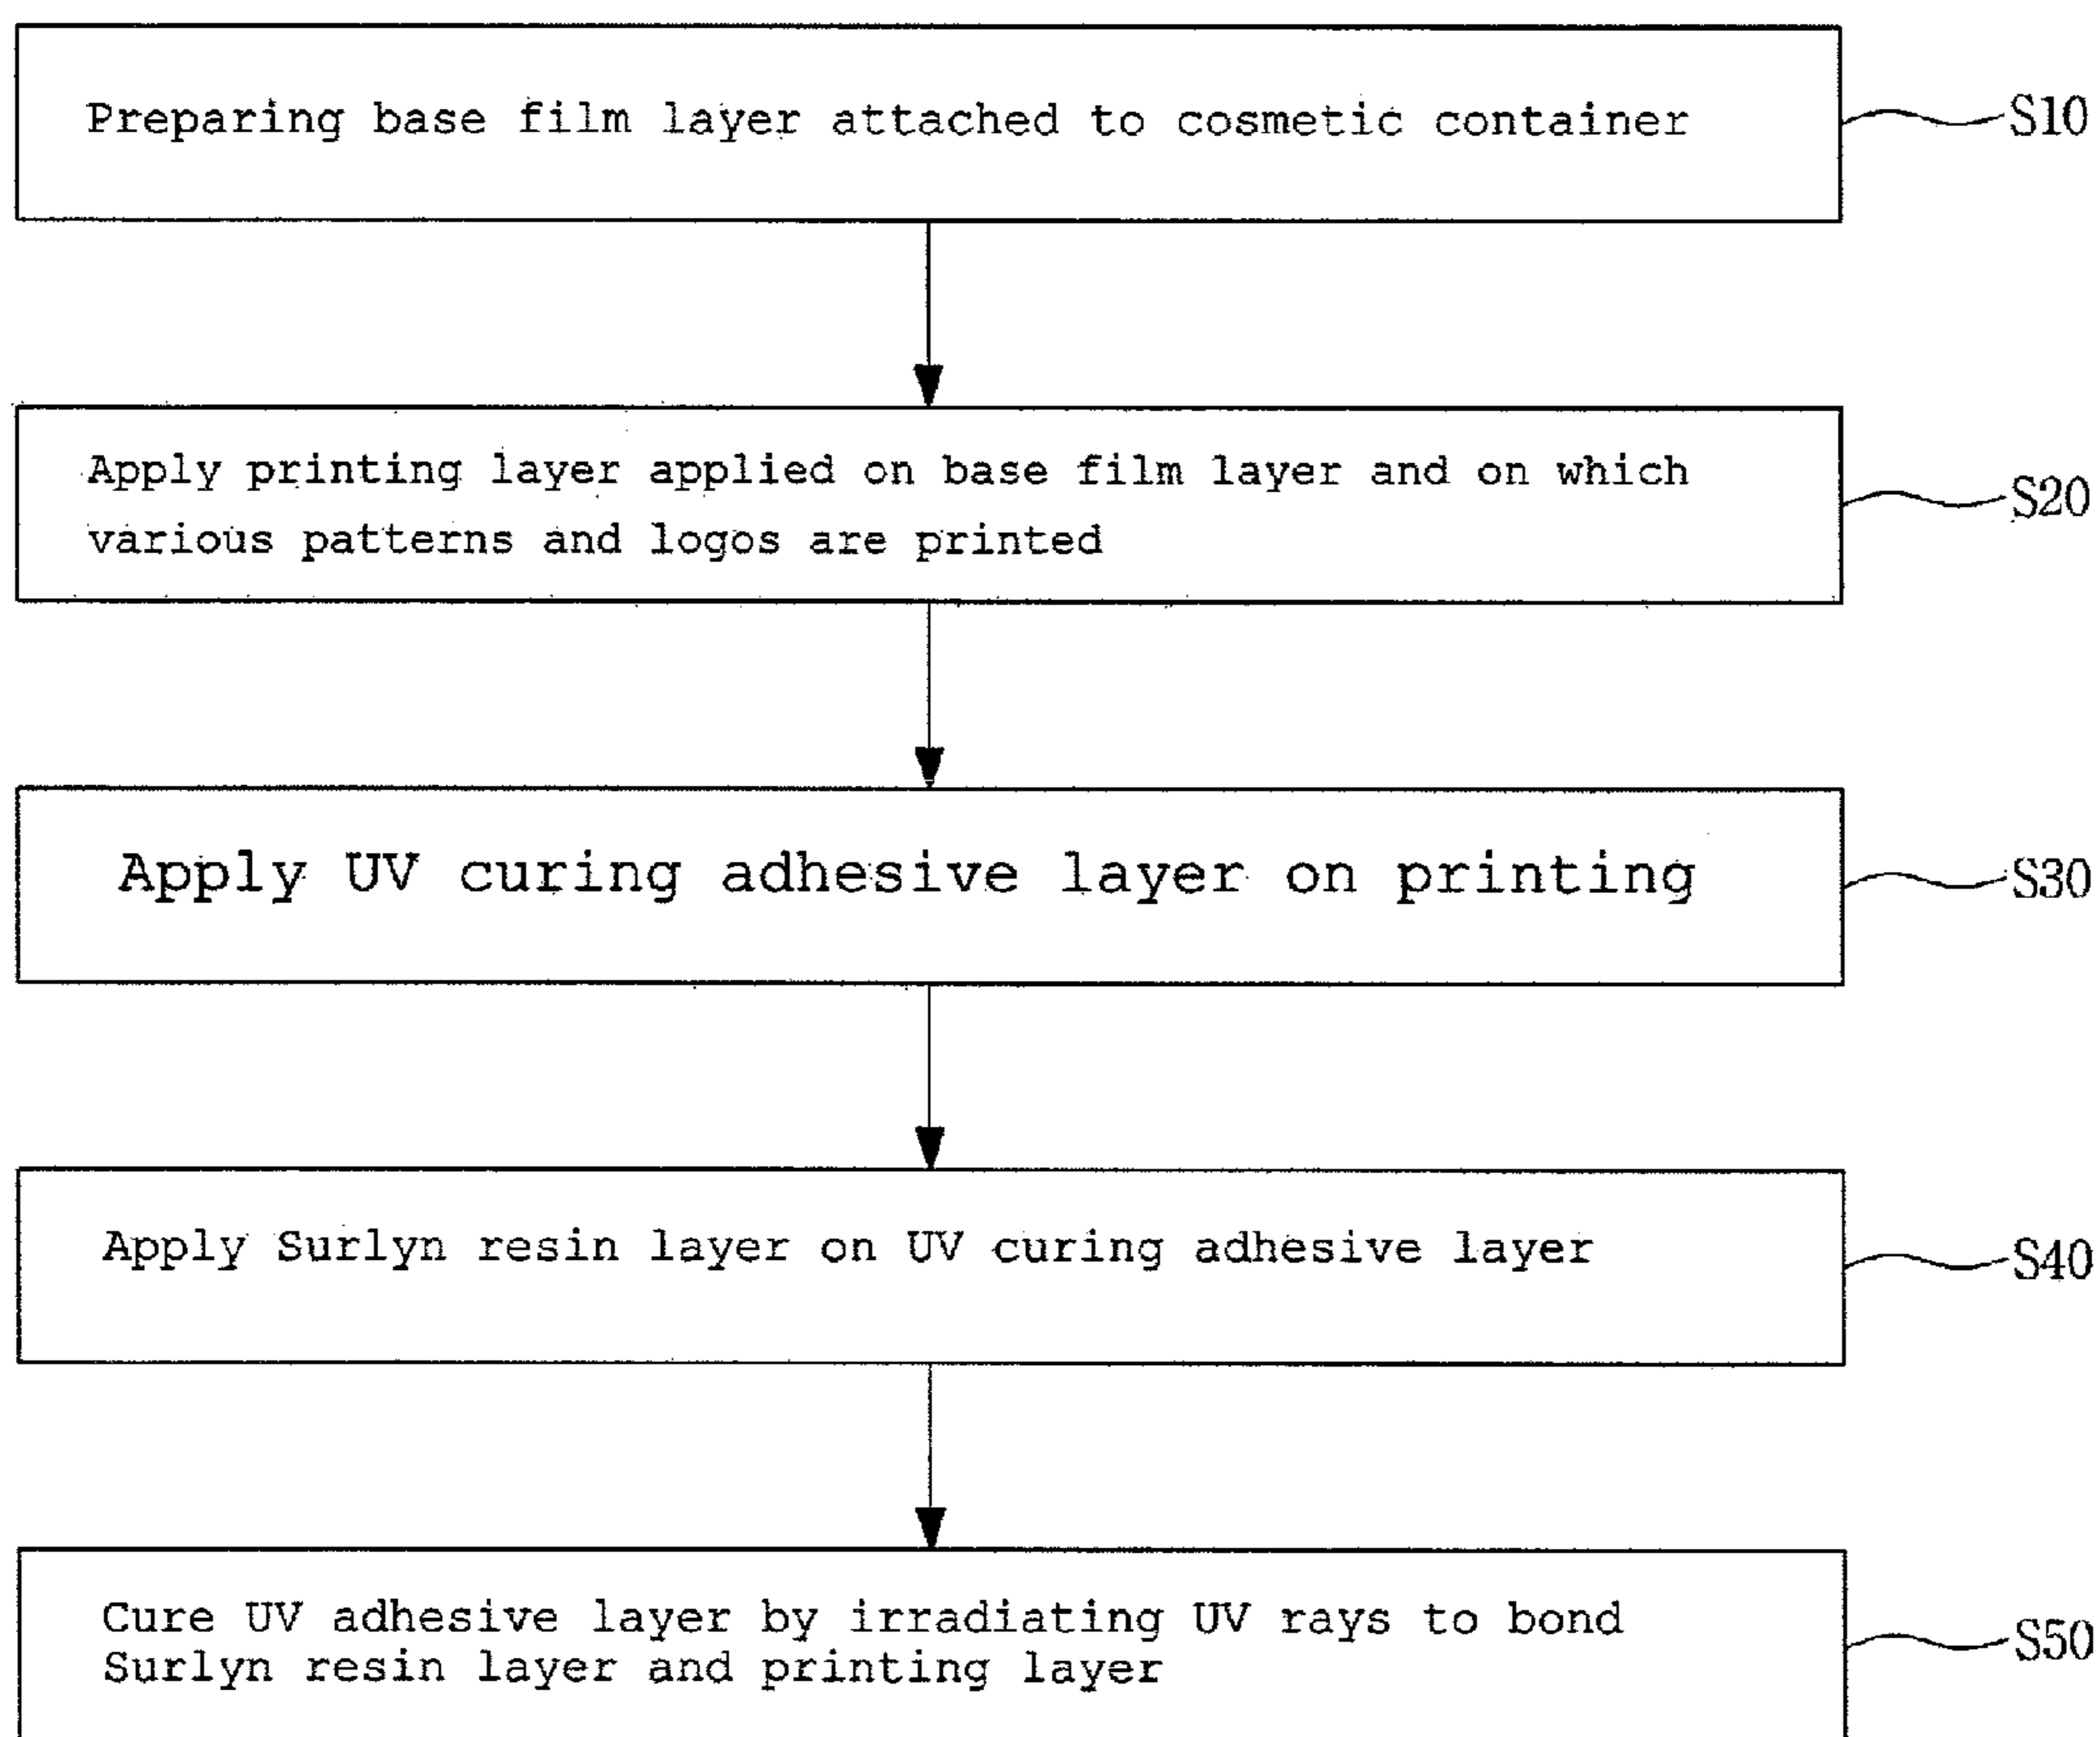 Preparing base film layer attached to cosmetic container
S10
Apply printing layer applied on base film layer and on which
various patterns and logos are printed
S20
Apply UV curing adhesive layer on printing
S30
Apply Surlyn resin layer on UV curing adhesive layer
S40
Cure UV adhesive layer by irradiating UV rays to bond
Surlyn resin layer and printing layer
S50